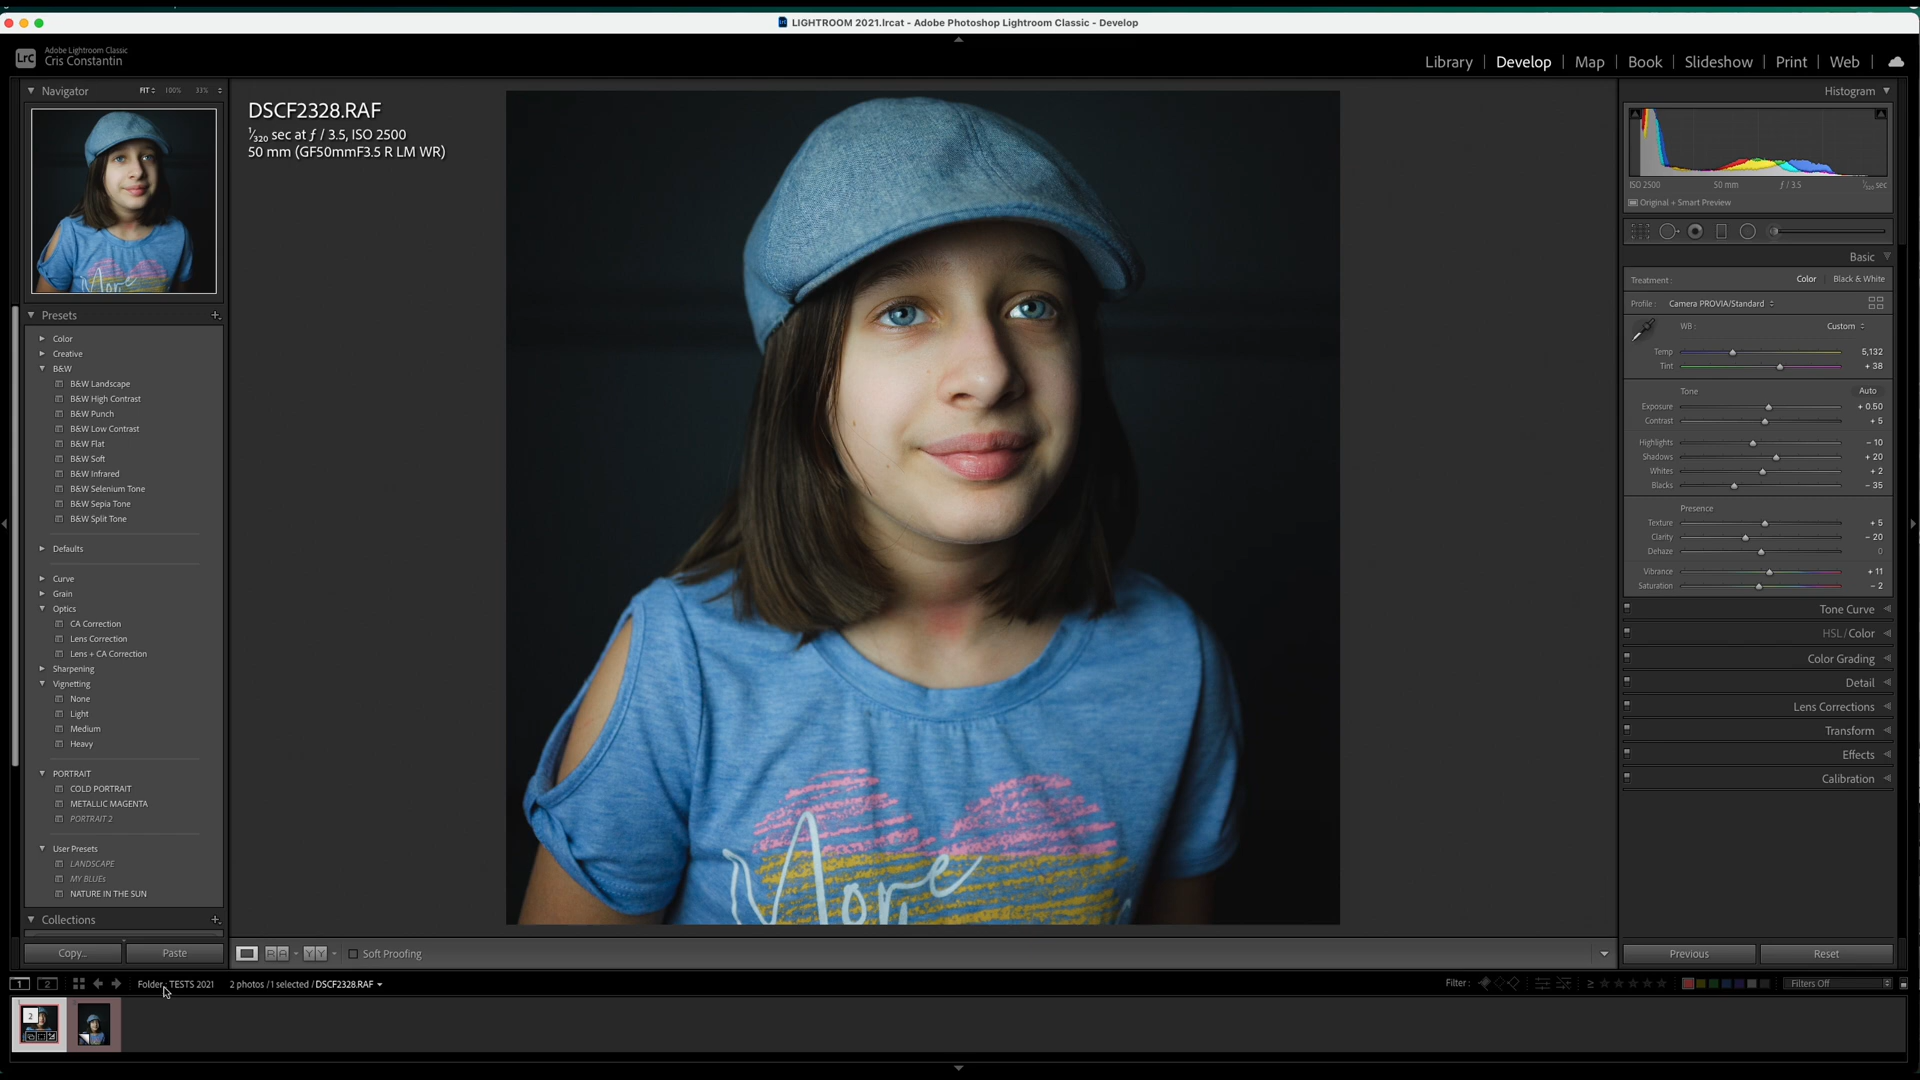 LIGHTROOM 2021.lrcat - Adobe Photoshop Lightroom Classic - Develop
Lrc
Adobe Lightroom Classic
Cris Constantin
Library | Develop | Map | Book | Slideshow | Print | Web
Navigator FIT 100% 33%
Presets
Color
Creative
B&W
B&W Landscape
B&W High Contrast
B&W Punch
B&W Low Contrast
B&W Flat
B&W Soft
B&W Infrared
B&W Selenium Tone
B&W Sepia Tone
B&W Split Tone
Defaults
Curve
Grain
Optics
CA Correction
Lens Correction
Lens + CA Correction
Sharpening
Vignetting
None
Light
Medium
Heavy
PORTRAIT
COLD PORTRAIT
METALLIC MAGENTA
PORTRAIT 2
User Presets
LANDSCAPE
MY BLUEs
NATURE IN THE SUN
Collections
Copy... Paste
DSCF2328.RAF
1/320 sec at ƒ / 3.5, ISO 2500
50 mm (GF50mmF3.5 R LM WR)
More
Histogram
ISO 2500 50 mm ƒ / 3.5 1/320 sec
Original + Smart Preview
Basic
Treatment : Color | Black & White
Profile : Camera PROVIA/Standard
WB : Custom
Temp 5,132
Tint + 38
Tone Auto
Exposure + 0.50
Contrast + 5
Highlights – 10
Shadows + 20
Whites + 2
Blacks – 35
Presence
Texture + 5
Clarity – 20
Dehaze 0
Vibrance + 11
Saturation – 2
Tone Curve
HSL / Color
Color Grading
Detail
Lens Corrections
Transform
Effects
Calibration
Previous Reset
R A Y Y Soft Proofing
1 2 Folder : TESTS 2021 2 photos / 1 selected / DSCF2328.RAF Filter : ≥ Filters Off
2